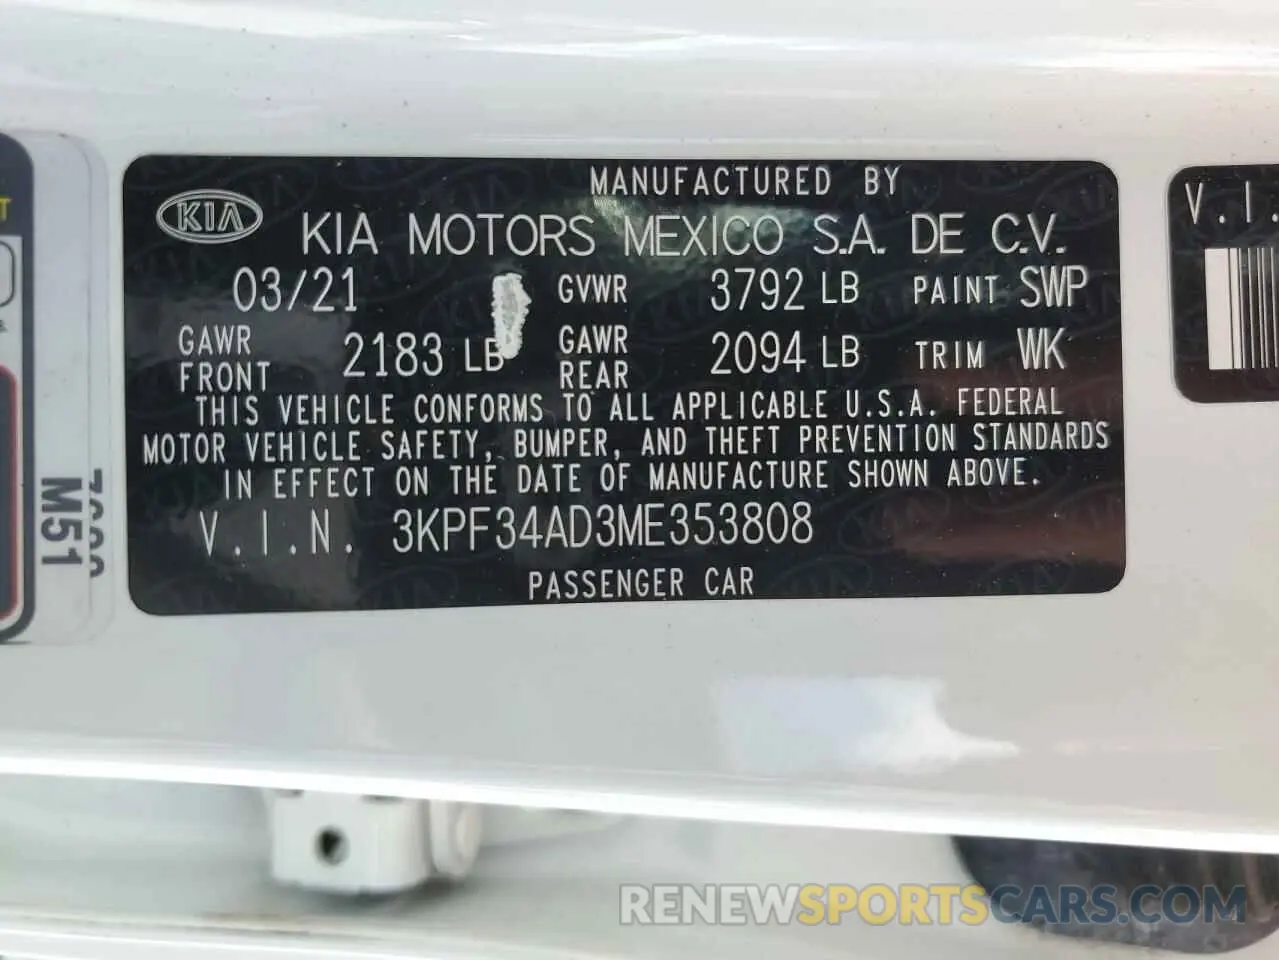 MANUFACTURED BY
KIA
KIA MOTORS MEXICO S.A. DE C.V.
03/21 GVWR 3792 LB PAINT SWP
GAWR FRONT 2183 LB GAWR REAR 2094 LB TRIM WK
THIS VEHICLE CONFORMS TO ALL APPLICABLE U.S.A. FEDERAL
MOTOR VEHICLE SAFETY, BUMPER, AND THEFT PREVENTION STANDARDS
IN EFFECT ON THE DATE OF MANUFACTURE SHOWN ABOVE.
V.I.N. 3KPF34AD3ME353808
PASSENGER CAR
V.I.
M51
RENEWSPORTSCARS.COM